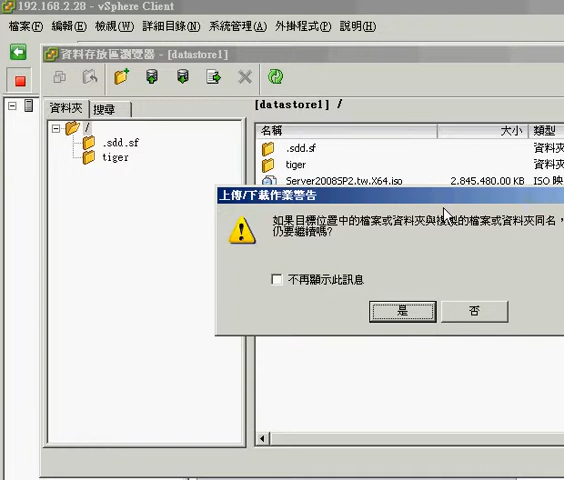 192.168.2.28 - vSphere Client
檔案(F) 編輯(E) 檢視(W) 詳細目錄(N) 系統管理(A) 外掛程式(P) 說明(H)
資料存放區瀏覽器 - [datastore1]
資料夾 搜尋
[datastore1] /
/
.sdd.sf
tiger
名稱 大小 類型
.sdd.sf 資料夾
tiger 資料夾
Server2008SP2.tw.X64.iso 2,845,480.00 KB ISO 映
上傳/下載作業警告
如果目標位置中的檔案或資料夾與複製的檔案或資料夾同名，
仍要繼續嗎?
不再顯示此訊息
是 否